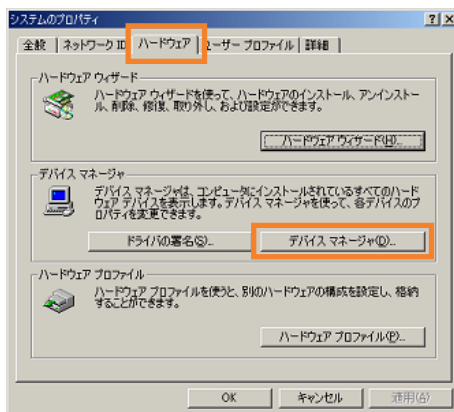 システムのプロパティ
全般 ネットワーク ID ハードウェア ユーザー プロファイル 詳細
ハードウェア ウィザード
ハードウェア ウィザードを使って、ハードウェアのインストール、アンインストー
ル、削除、修復、取り外し、および設定ができます。
ハードウェア ウィザード(H)...
デバイス マネージャ
デバイス マネージャは、コンピュータにインストールされているすべてのハード
ウェア デバイスを表示します。デバイス マネージャを使って、各デバイスのプ
ロパティを変更できます。
ドライバの署名(S)... デバイス マネージャ(D)...
ハードウェア プロファイル
ハードウェア プロファイルを使うと、別のハードウェアの構成を設定し、格納
することができます。
ハードウェア プロファイル(P)...
OK キャンセル 適用(A)